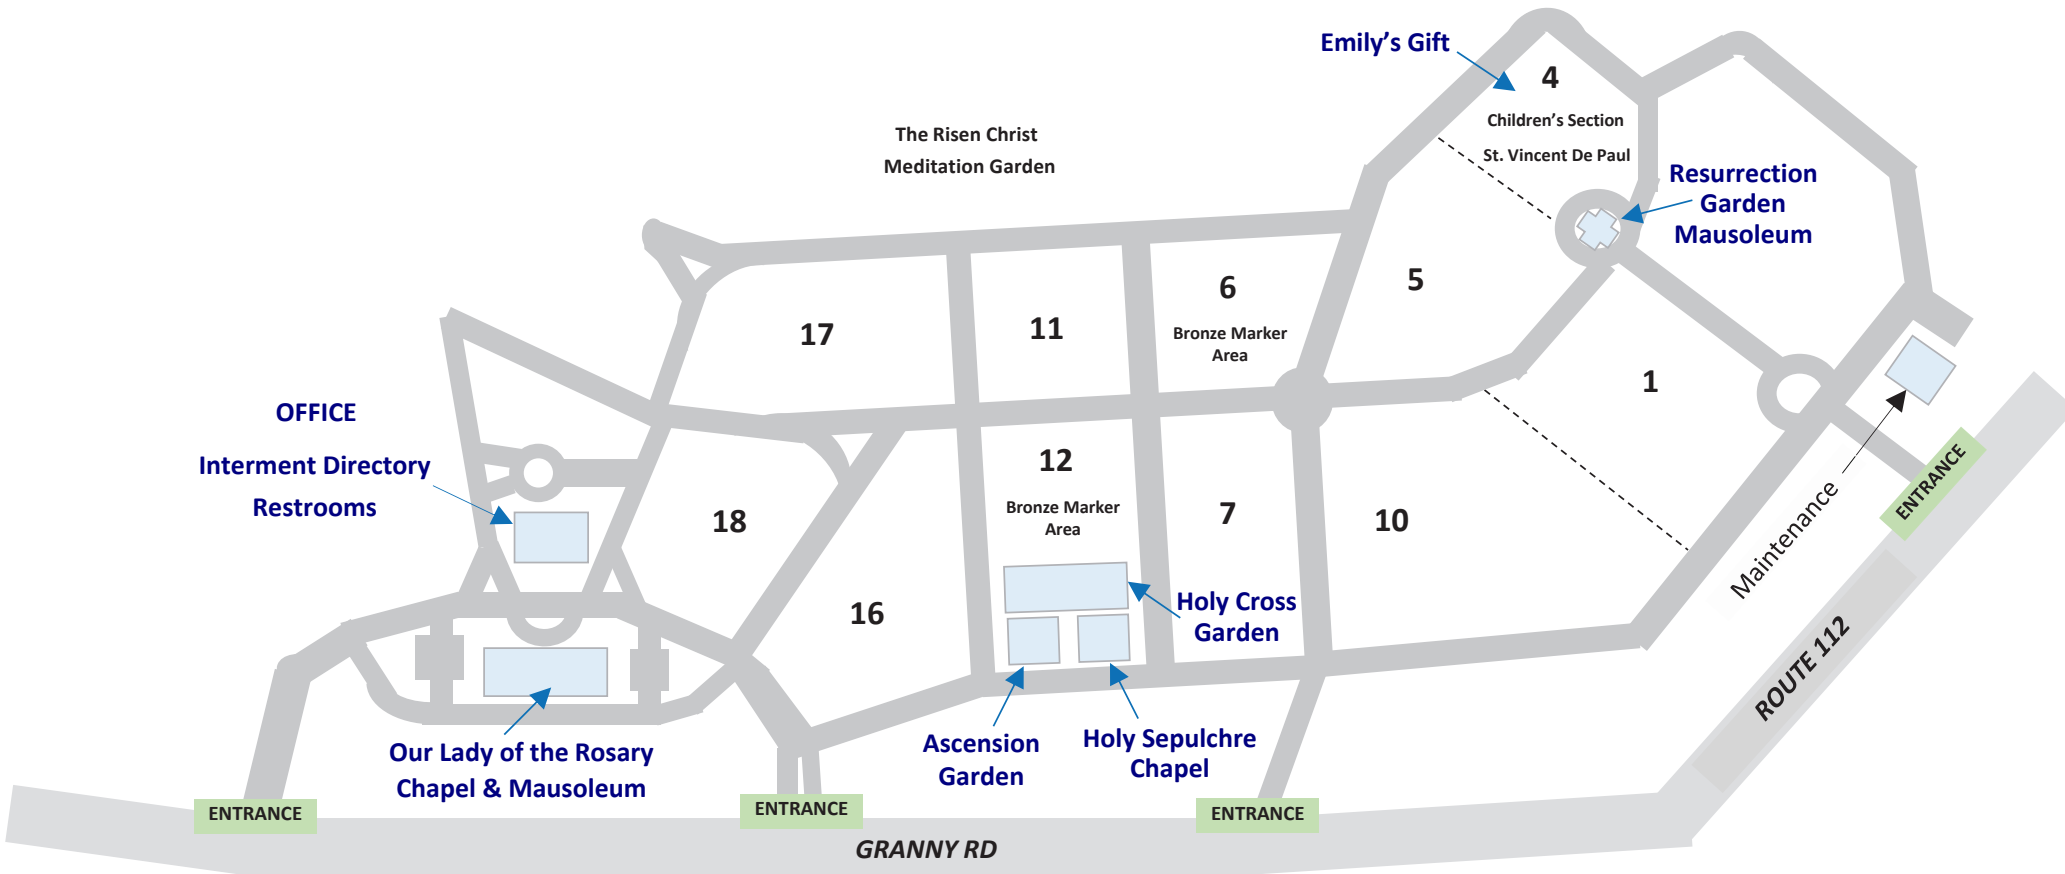 Emily's Gift
4
Children's Section
St. Vincent De Paul
The Risen Christ
Meditation Garden
Resurrection
Garden
Mausoleum
6
Bronze Marker
Area
5
17
11
1
OFFICE
Interment Directory
Restrooms
12
Bronze Marker
Area
7
10
18
16
Holy Cross
Garden
Maintenance
ENTRANCE
ROUTE 112
Our Lady of the Rosary
Chapel & Mausoleum
Ascension
Garden
Holy Sepulchre
Chapel
ENTRANCE
ENTRANCE
ENTRANCE
GRANNY RD